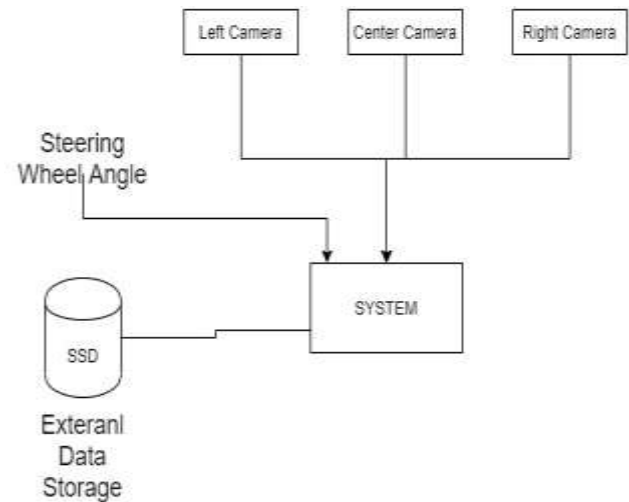 Left Camera
Center Camera
Right Camera
Steering
Wheel Angle
SYSTEM
SSD
Exteranl
Data
Storage